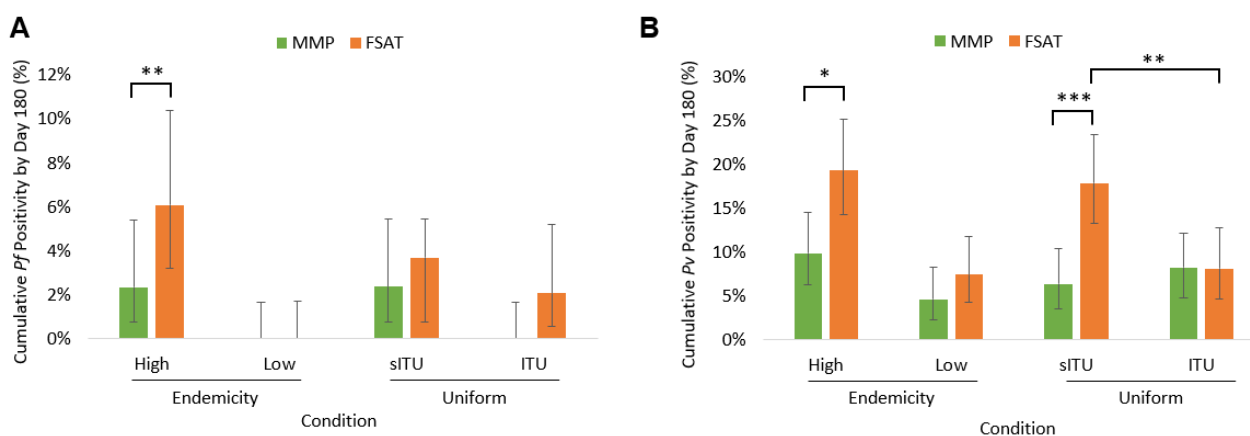 A
MMP FSAT
Cumulative Pf Positivity by Day 180 (%)
12%
10%
8%
6%
4%
2%
0%
**
High Low sITU ITU
Endemicity Uniform
Condition
B
MMP FSAT
Cumulative Pv Positivity by Day 180 (%)
30%
25%
20%
15%
10%
5%
0%
* *** **
High Low sITU ITU
Endemicity Uniform
Condition